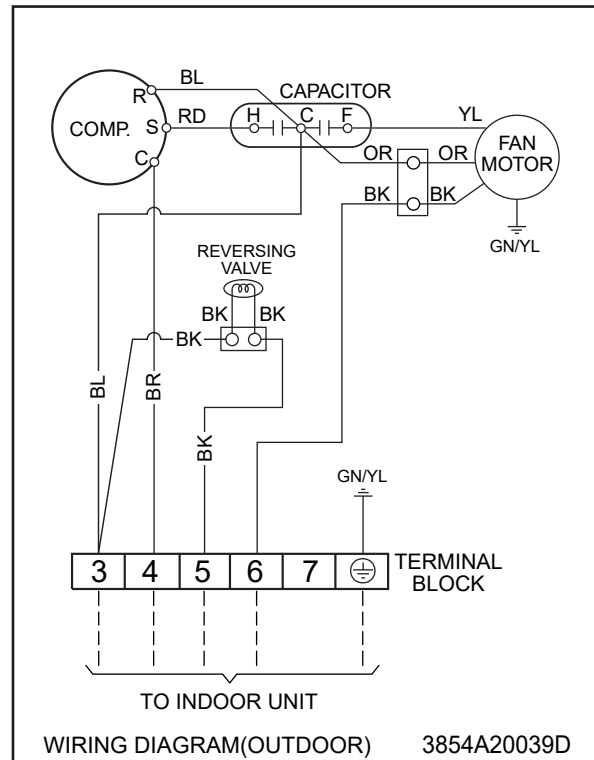 BL
CAPACITOR
R
H C F
YL
COMP.
S
RD
FAN
MOTOR
OR OR
C
BK BK
GN/YL
REVERSING
VALVE
BK BK
BK
BL
BR
BK
GN/YL
3 4 5 6 7
TERMINAL
BLOCK
TO INDOOR UNIT
WIRING DIAGRAM(OUTDOOR) 3854A20039D